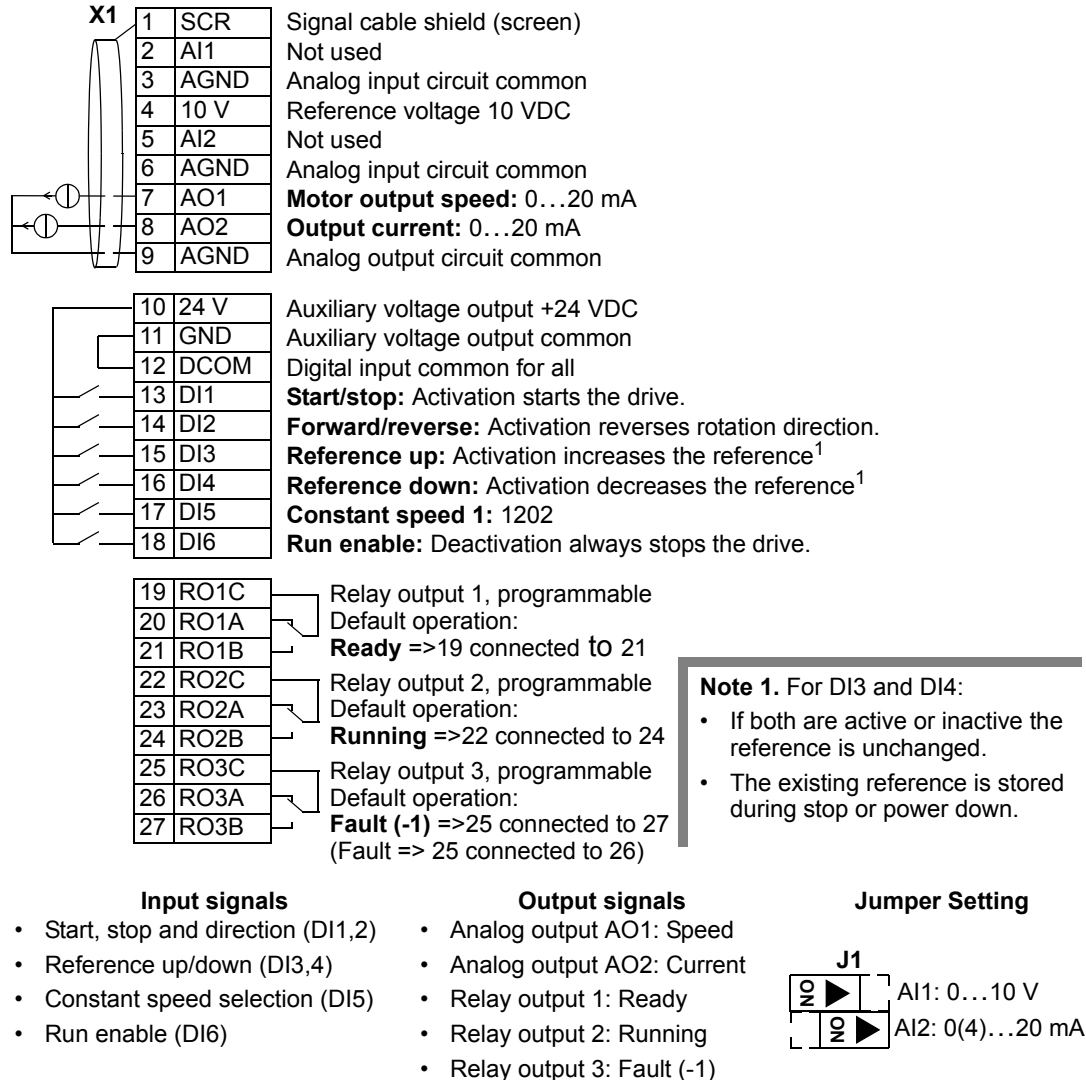 X1
1 SCR Signal cable shield (screen)
2 AI1 Not used
3 AGND Analog input circuit common
4 10 V Reference voltage 10 VDC
5 AI2 Not used
6 AGND Analog input circuit common
7 AO1 Motor output speed: 0…20 mA
8 AO2 Output current: 0…20 mA
9 AGND Analog output circuit common
10 24 V Auxiliary voltage output +24 VDC
11 GND Auxiliary voltage output common
12 DCOM Digital input common for all
13 DI1 Start/stop: Activation starts the drive.
14 DI2 Forward/reverse: Activation reverses rotation direction.
15 DI3 Reference up: Activation increases the reference1
16 DI4 Reference down: Activation decreases the reference1
17 DI5 Constant speed 1: 1202
18 DI6 Run enable: Deactivation always stops the drive.
19 RO1C Relay output 1, programmable
20 RO1A Default operation:
21 RO1B Ready =>19 connected to 21
22 RO2C Relay output 2, programmable
23 RO2A Default operation:
24 RO2B Running =>22 connected to 24
25 RO3C Relay output 3, programmable
26 RO3A Default operation:
27 RO3B Fault (-1) =>25 connected to 27
(Fault => 25 connected to 26)
Note 1. For DI3 and DI4:
• If both are active or inactive the
reference is unchanged.
• The existing reference is stored
during stop or power down.
Input signals
• Start, stop and direction (DI1,2)
• Reference up/down (DI3,4)
• Constant speed selection (DI5)
• Run enable (DI6)
Output signals
• Analog output AO1: Speed
• Analog output AO2: Current
• Relay output 1: Ready
• Relay output 2: Running
• Relay output 3: Fault (-1)
Jumper Setting
J1
ON AI1: 0…10 V
ON AI2: 0(4)…20 mA